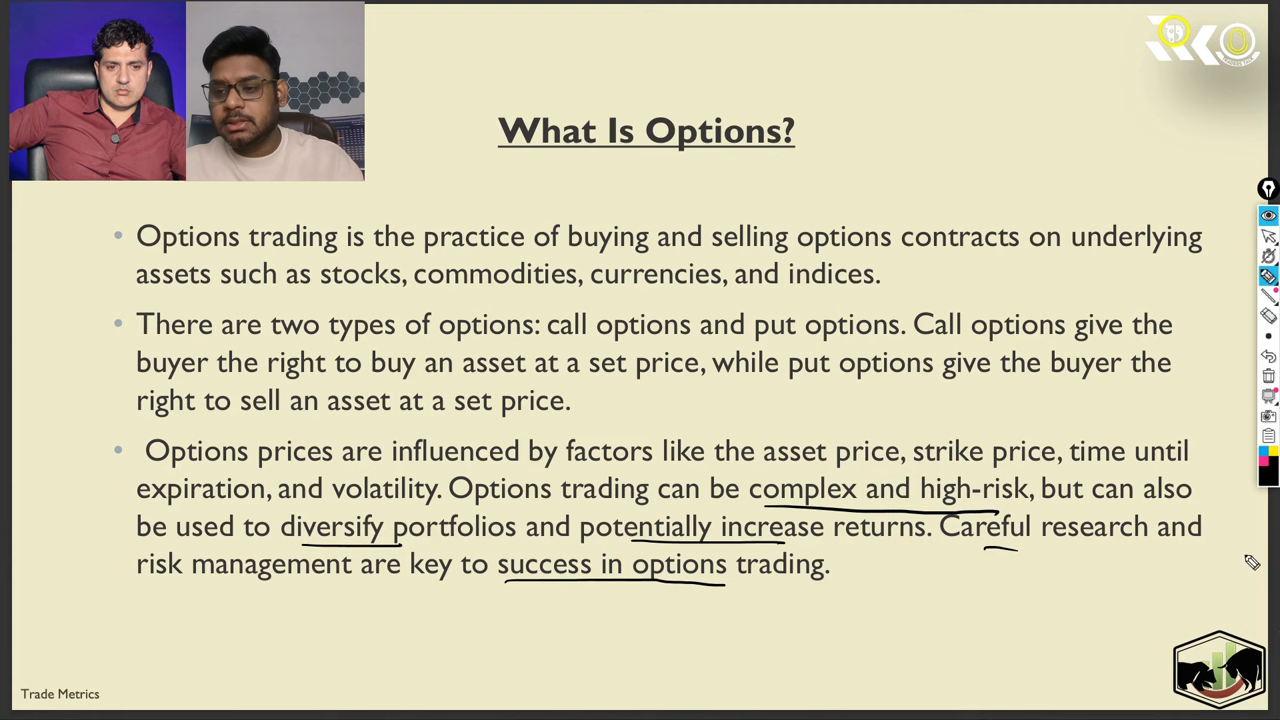 RKO
TRADERS TALK
What Is Options?
• Options trading is the practice of buying and selling options contracts on underlying
assets such as stocks, commodities, currencies, and indices.
• There are two types of options: call options and put options. Call options give the
buyer the right to buy an asset at a set price, while put options give the buyer the
right to sell an asset at a set price.
• Options prices are influenced by factors like the asset price, strike price, time until
expiration, and volatility. Options trading can be complex and high-risk, but can also
be used to diversify portfolios and potentially increase returns. Careful research and
risk management are key to success in options trading.
Trade Metrics